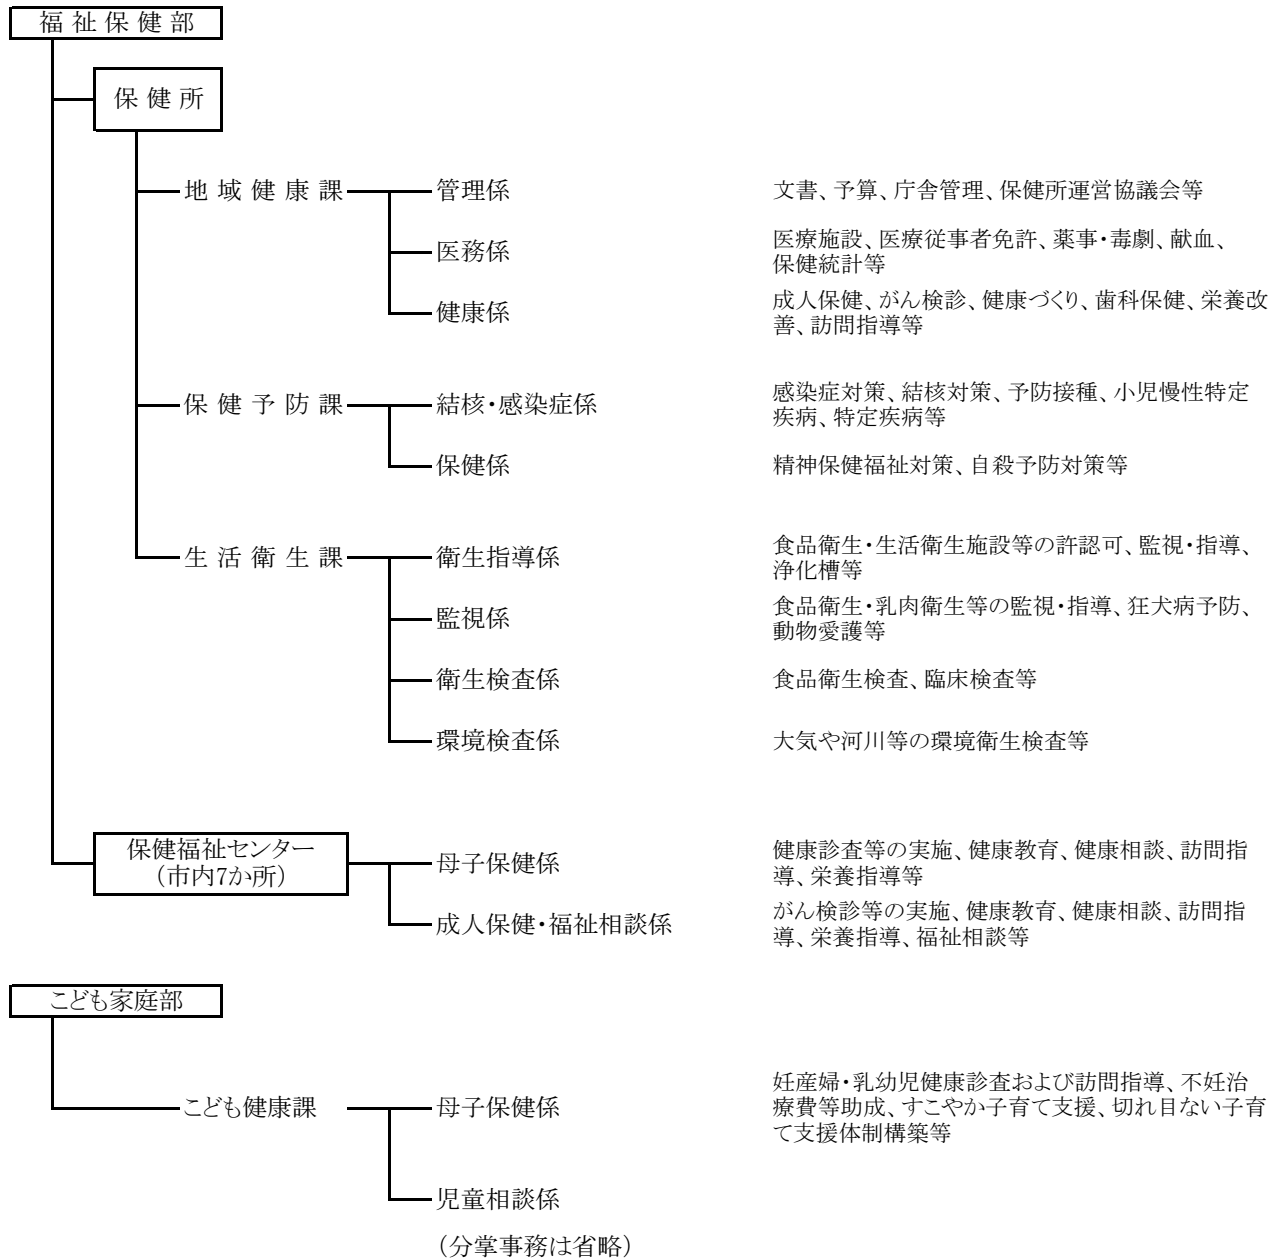 福祉保健部
保健所
地域健康課
管理係
文書、予算、庁舎管理、保健所運営協議会等
医務係
医療施設、医療従事者免許、薬事・毒劇、献血、
保健統計等
健康係
成人保健、がん検診、健康づくり、歯科保健、栄養改
善、訪問指導等
保健予防課
結核・感染症係
感染症対策、結核対策、予防接種、小児慢性特定
疾病、特定疾病等
保健係
精神保健福祉対策、自殺予防対策等
生活衛生課
衛生指導係
食品衛生・生活衛生施設等の許認可、監視・指導、
浄化槽等
監視係
食品衛生・乳肉衛生等の監視・指導、狂犬病予防、
動物愛護等
衛生検査係
食品衛生検査、臨床検査等
環境検査係
大気や河川等の環境衛生検査等
保健福祉センター
（市内7か所）
母子保健係
健康診査等の実施、健康教育、健康相談、訪問指
導、栄養指導等
成人保健・福祉相談係
がん検診等の実施、健康教育、健康相談、訪問指
導、栄養指導、福祉相談等
こども家庭部
こども健康課
母子保健係
妊産婦・乳幼児健康診査および訪問指導、不妊治
療費等助成、すこやか子育て支援、切れ目ない子育
て支援体制構築等
児童相談係
（分掌事務は省略）